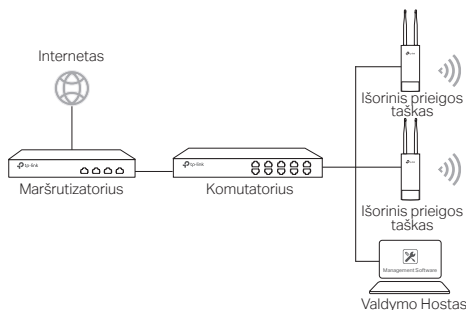 Internetas
tp-link
Maršrutizatorius
tp-link
Komutatorius
Išorinis prieigos
taškas
Išorinis prieigos
taškas
Management Software
Valdymo Hostas